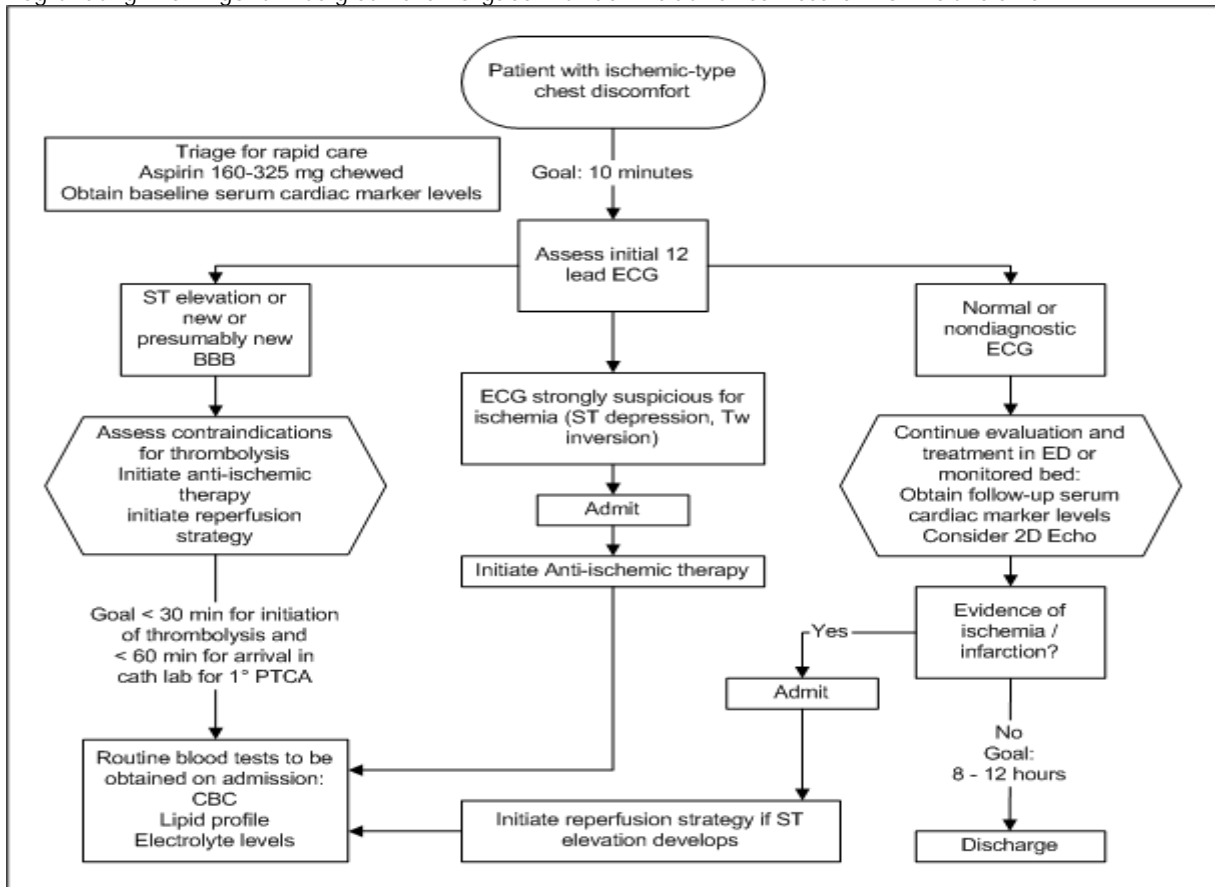 Patient with ischemic-type
chest discomfort
Triage for rapid care
Aspirin 160-325 mg chewed
Obtain baseline serum cardiac marker levels
Goal: 10 minutes
Assess initial 12
lead ECG
ST elevation or
new or
presumably new
BBB
ECG strongly suspicious for
ischemia (ST depression, Tw
inversion)
Normal or
nondiagnostic
ECG
Assess contraindications
for thrombolysis
Initiate anti-ischemic
therapy
initiate reperfusion
strategy
Admit
Initiate Anti-ischemic therapy
Continue evaluation and
treatment in ED or
monitored bed:
Obtain follow-up serum
cardiac marker levels
Consider 2D Echo
Goal < 30 min for initiation
of thrombolysis and
< 60 min for arrival in
cath lab for 1° PTCA
Evidence of
ischemia /
infarction?
Yes
Admit
No
Goal:
8 - 12 hours
Routine blood tests to be
obtained on admission:
CBC
Lipid profile
Electrolyte levels
Initiate reperfusion strategy if ST
elevation develops
Discharge